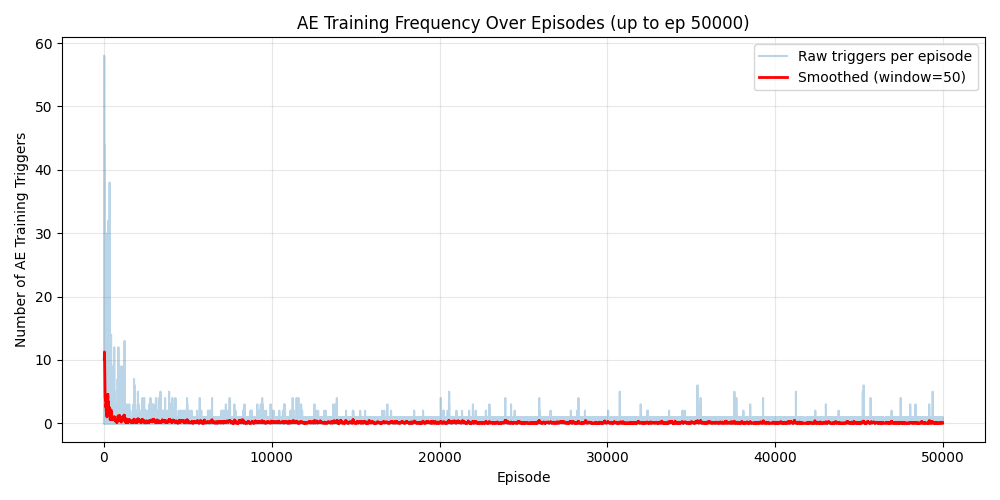 AE Training Frequency Over Episodes (up to ep 50000)
Raw triggers per episode
Smoothed (window=50)
Number of AE Training Triggers
60
50
40
30
20
10
0
0
10000
20000
30000
40000
50000
Episode